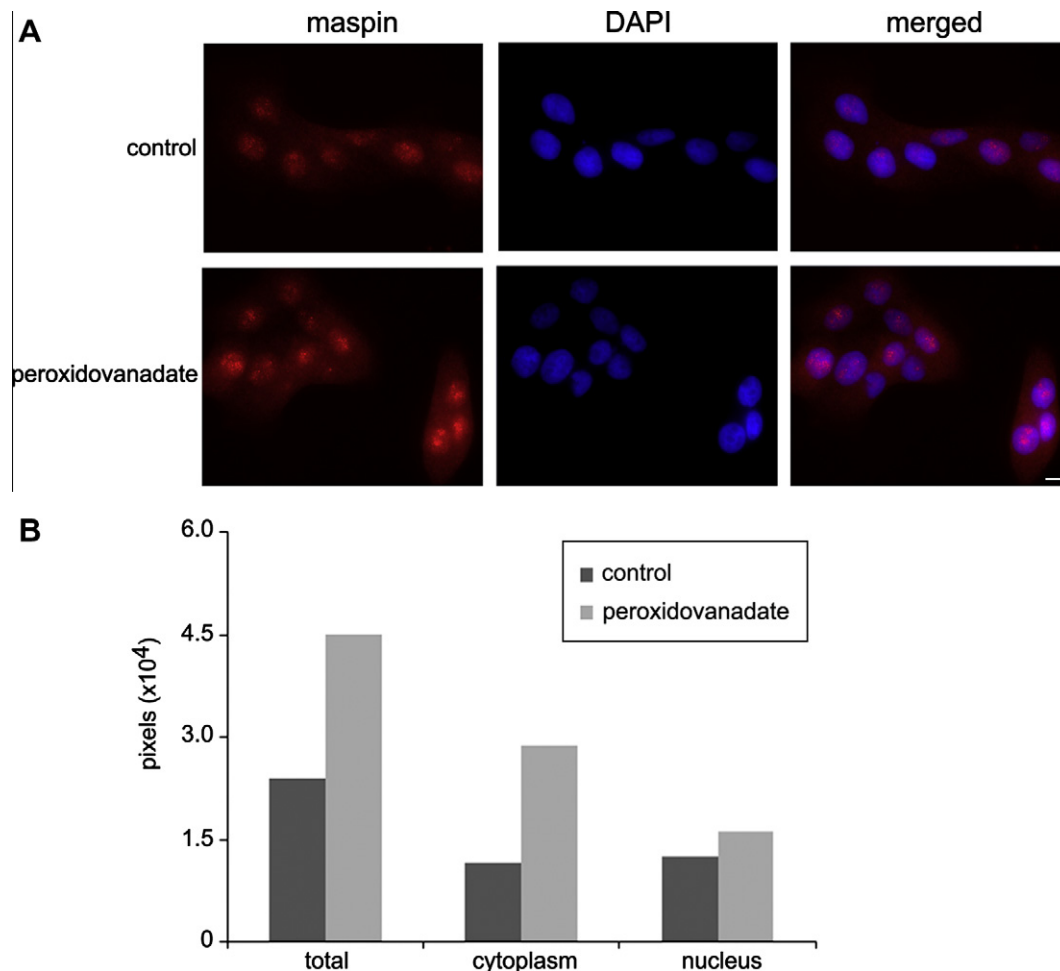 A
maspin DAPI merged
control
peroxidovanadate
B
pixels (x10⁴)
6.0
4.5
3.0
1.5
0
control
peroxidovanadate
total cytoplasm nucleus